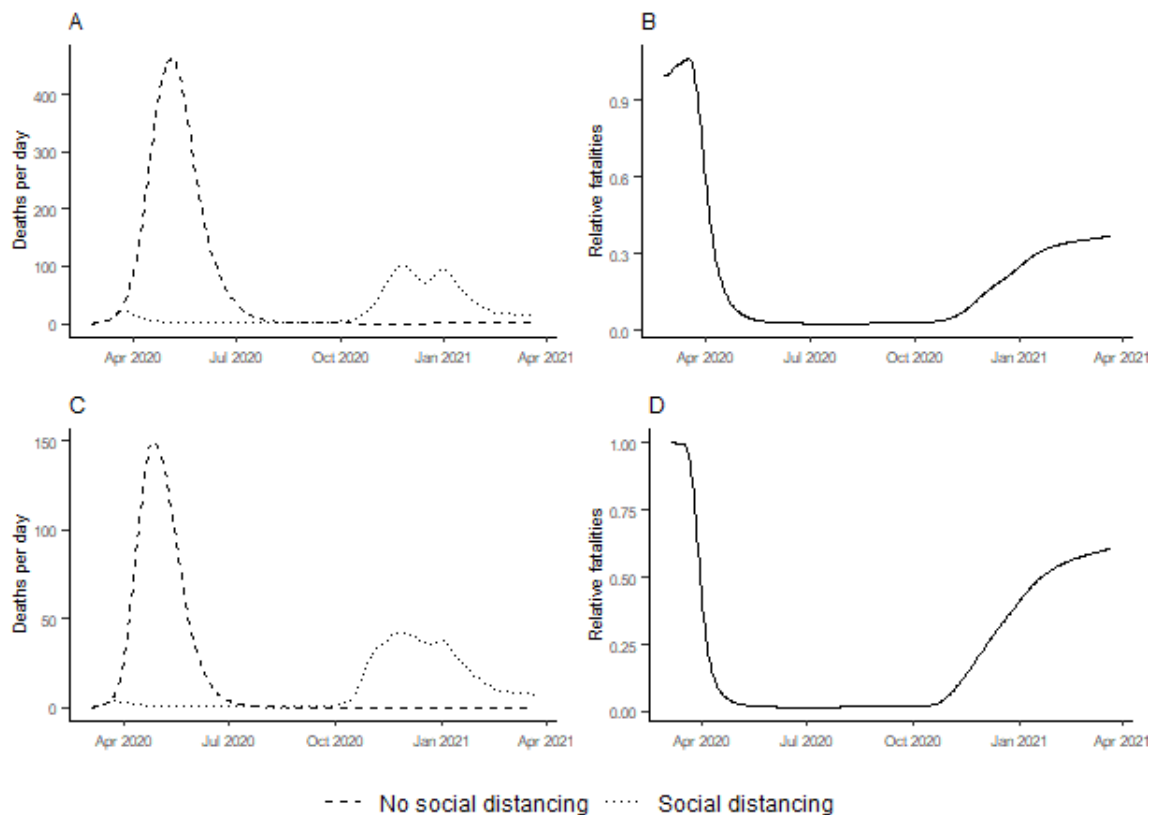 A
Deaths per day
400
300
200
100
0
Apr 2020 Jul 2020 Oct 2020 Jan 2021 Apr 2021
B
Relative fatalities
0.9
0.6
0.3
0.0
Apr 2020 Jul 2020 Oct 2020 Jan 2021 Apr 2021
C
Deaths per day
150
100
50
0
Apr 2020 Jul 2020 Oct 2020 Jan 2021 Apr 2021
D
Relative fatalities
1.00
0.75
0.50
0.25
0.00
Apr 2020 Jul 2020 Oct 2020 Jan 2021 Apr 2021
No social distancing Social distancing